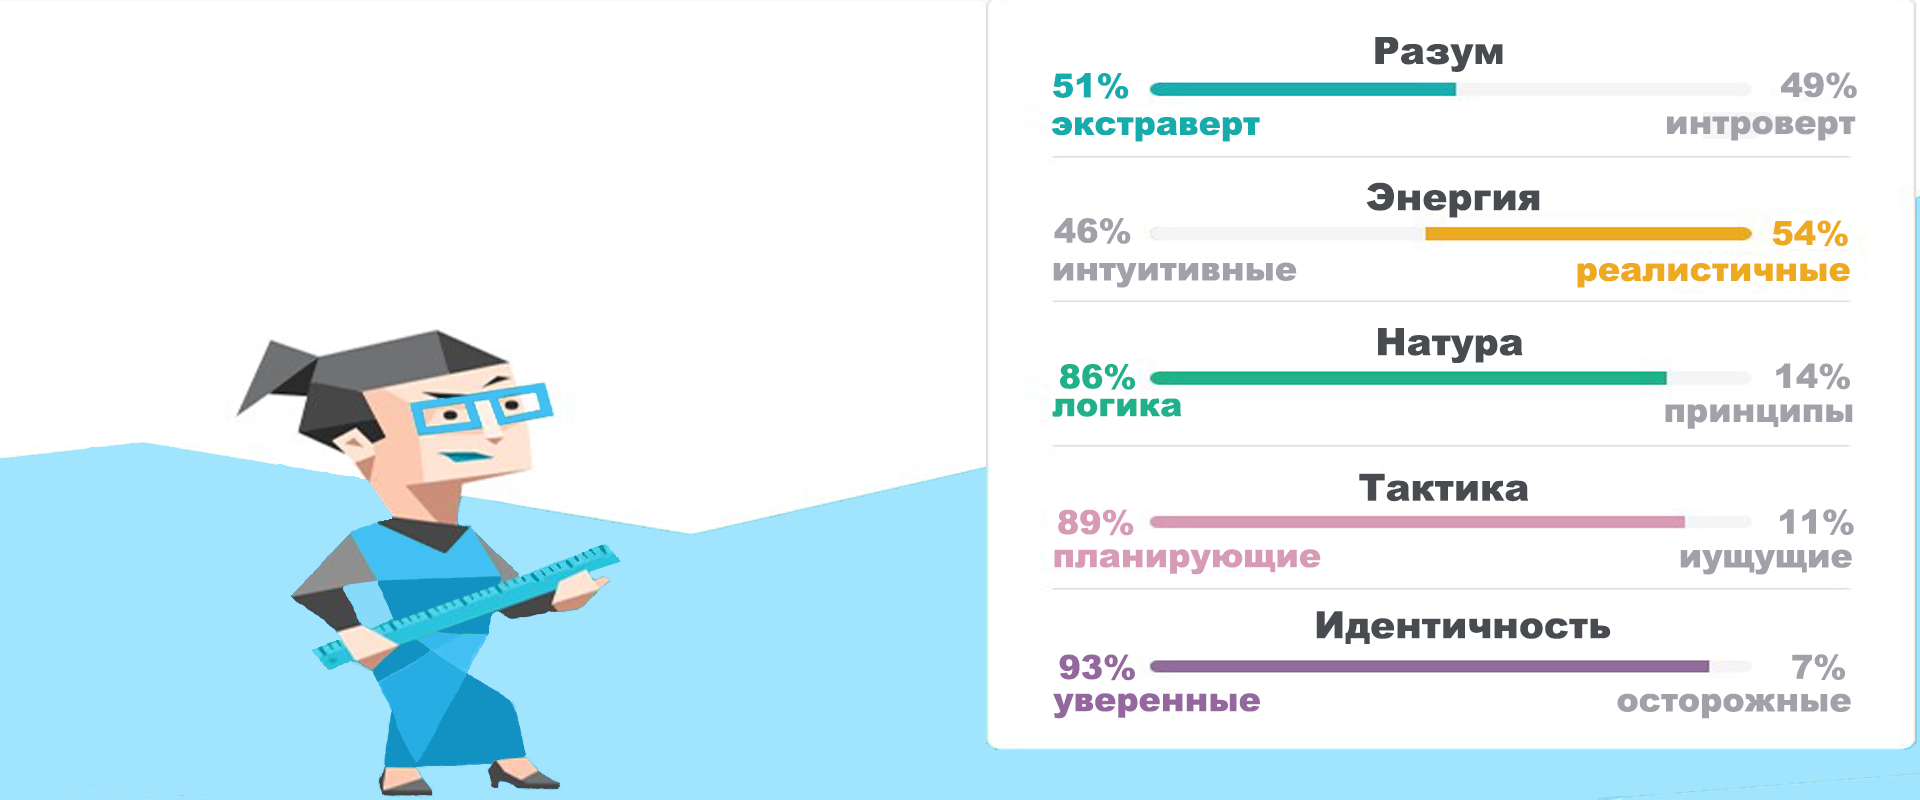 Разум
51% 49%
экстраверт интроверт
Энергия
46% 54%
интуитивные реалистичные
Натура
86% 14%
логика принципы
Тактика
89% 11%
планирующие иущущие
Идентичность
93% 7%
уверенные осторожные